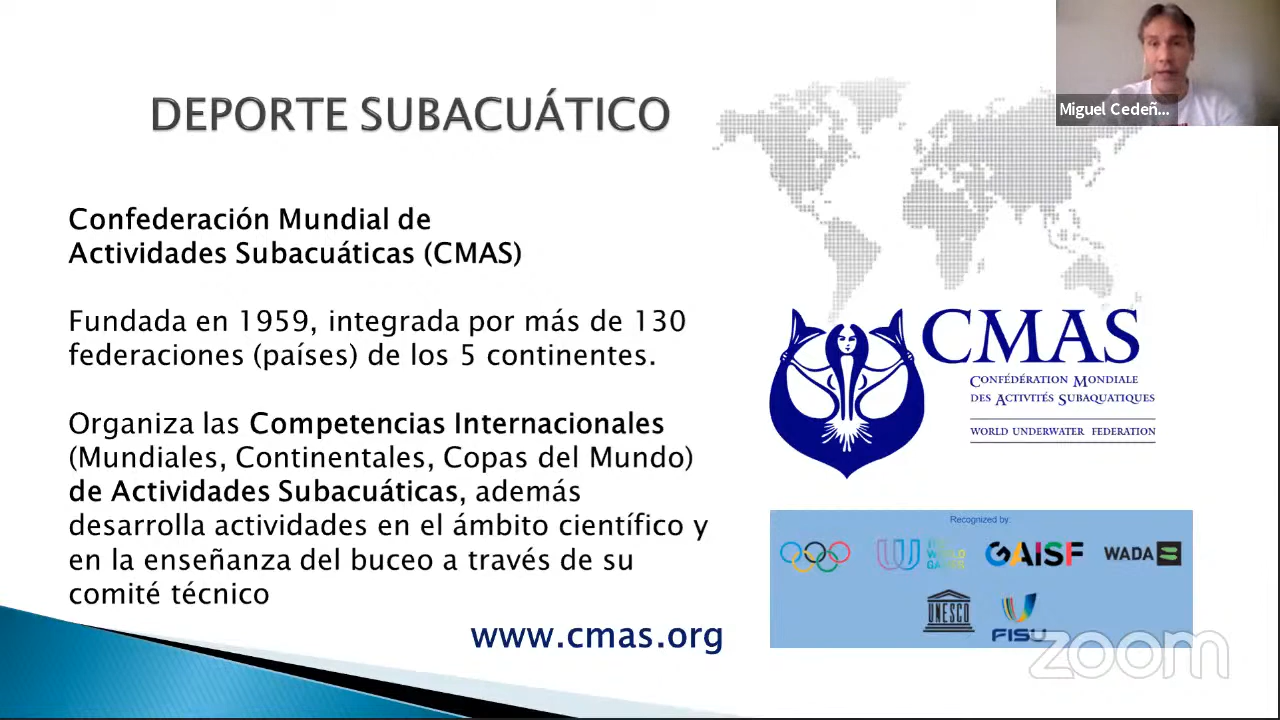 DEPORTE SUBACUÁTICO
Miguel Cedeñ...
Confederación Mundial de
Actividades Subacuáticas (CMAS)
Fundada en 1959, integrada por más de 130
federaciones (países) de los 5 continentes.
Organiza las Competencias Internacionales
(Mundiales, Continentales, Copas del Mundo)
de Actividades Subacuáticas, además
desarrolla actividades en el ámbito científico y
en la enseñanza del buceo a través de su
comité técnico
www.cmas.org
CMAS
CONFÉDÉRATION MONDIALE
DES ACTIVITÉS SUBAQUATIQUES
WORLD UNDERWATER FEDERATION
Recognized by:
THE
WORLD
GAMES
GAISF
WADA
UNESCO
FISU
zoom